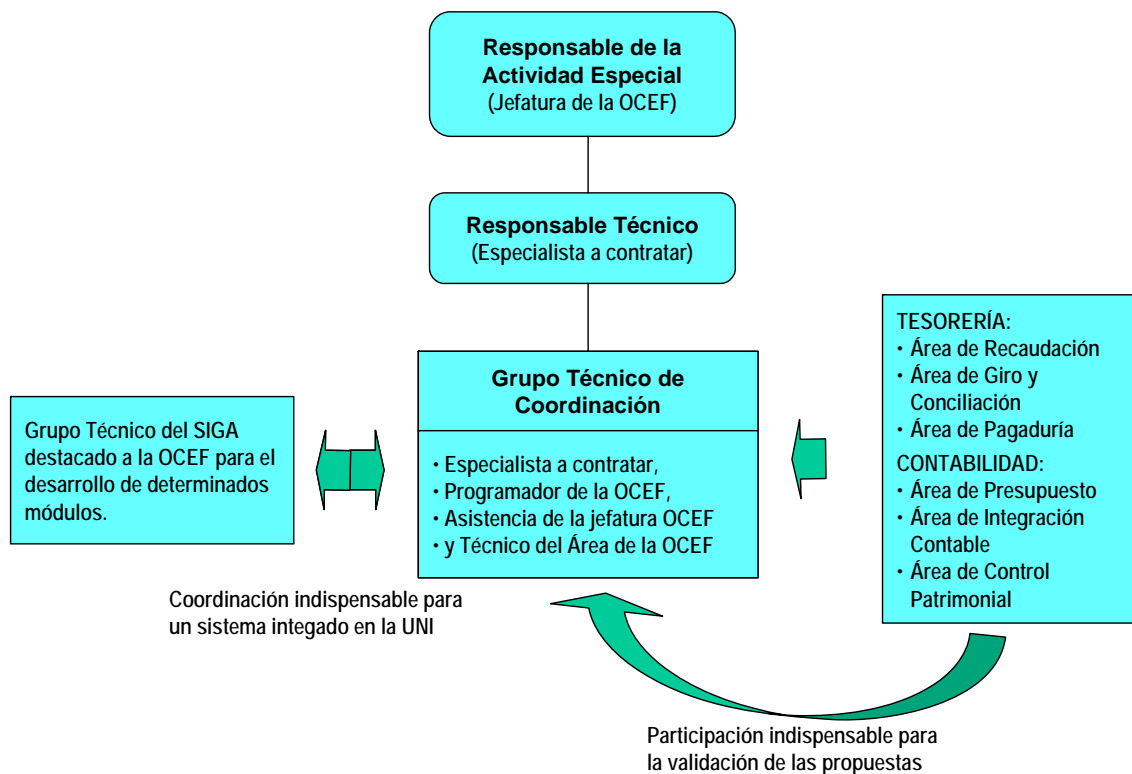 Responsable de la
Actividad Especial
(Jefatura de la OCEF)
Responsable Técnico
(Especialista a contratar)
Grupo Técnico de
Coordinación
• Especialista a contratar,
• Programador de la OCEF,
• Asistencia de la jefatura OCEF
• y Técnico del Área de la OCEF
Grupo Técnico del SIGA
destacado a la OCEF para el
desarrollo de determinados
módulos.
TESORERÍA:
• Área de Recaudación
• Área de Giro y
Conciliación
• Área de Pagaduría
CONTABILIDAD:
• Área de Presupuesto
• Área de Integración
Contable
• Área de Control
Patrimonial
Coordinación indispensable para
un sistema integado en la UNI
Participación indispensable para
la validación de las propuestas